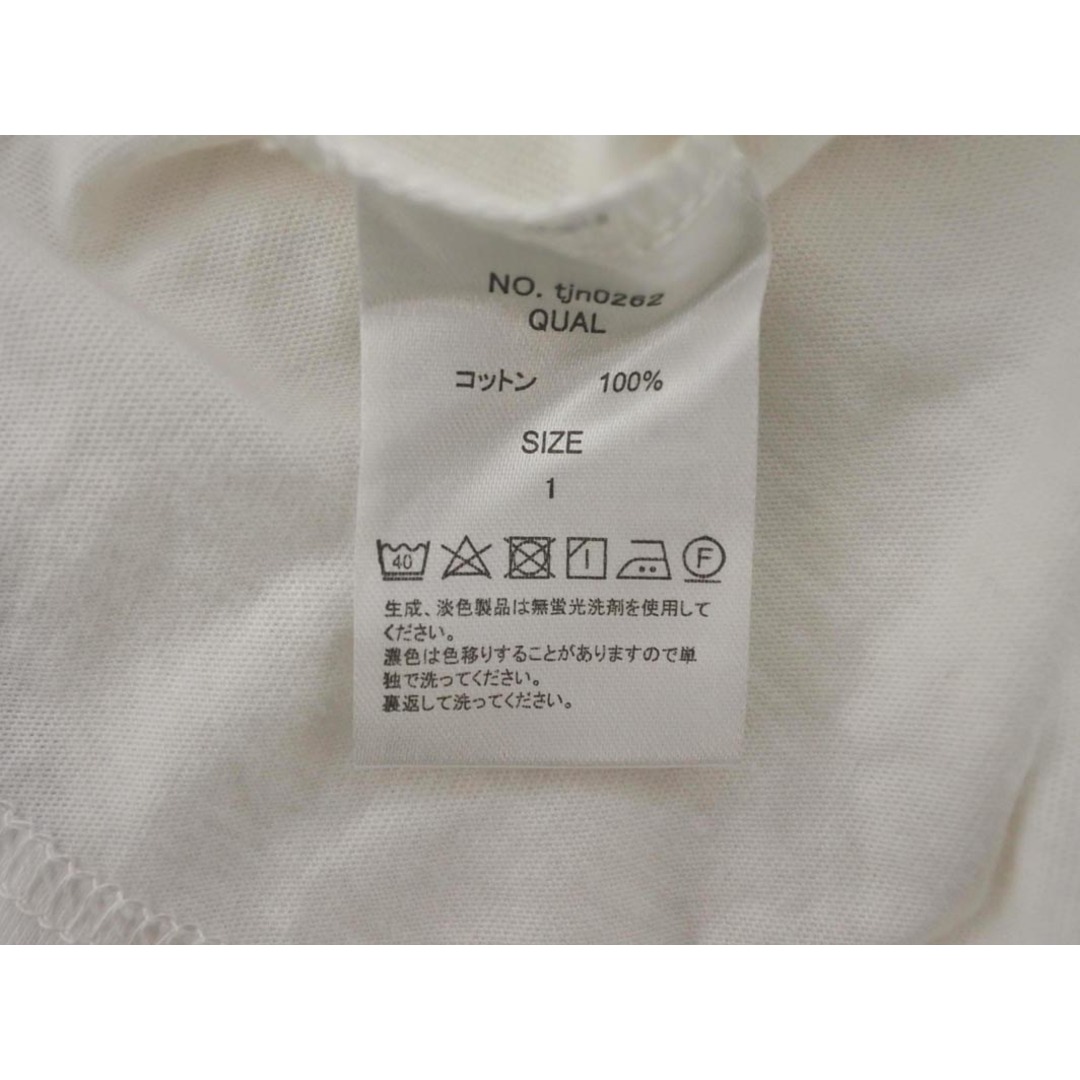 NO. tjn0262
QUAL
コットン 100%
SIZE
1
40 F
生成、淡色製品は無蛍光洗剤を使用して
ください。
濃色は色移りすることがありますので単
独で洗ってください。
裏返して洗ってください。